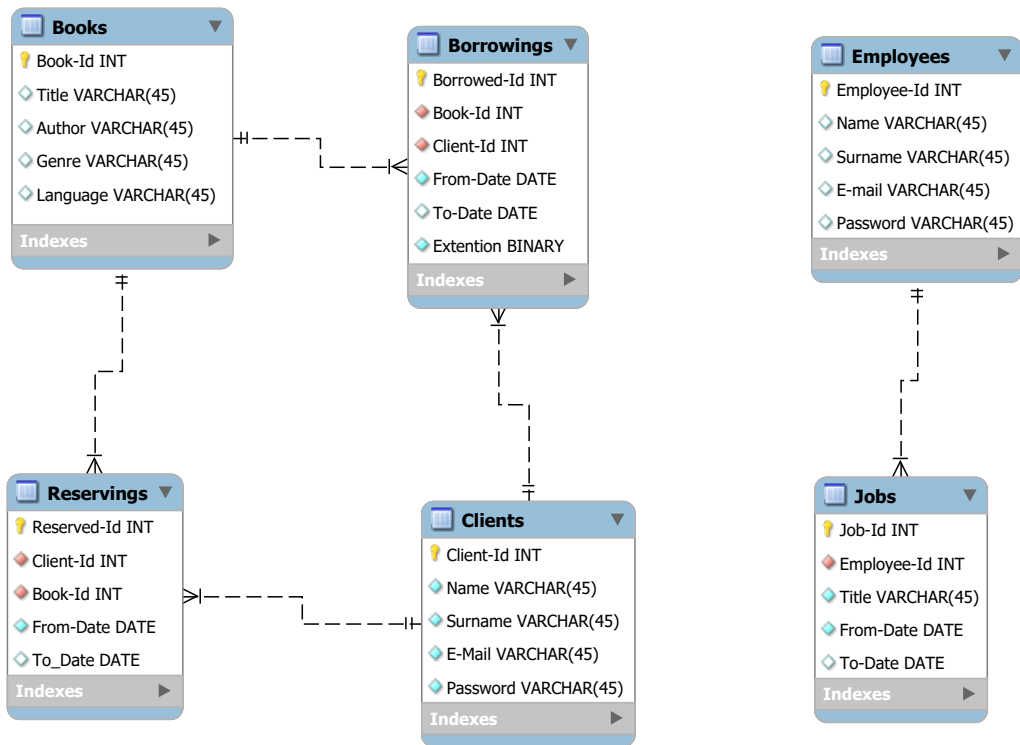 Books
Book-Id INT
Title VARCHAR(45)
Author VARCHAR(45)
Genre VARCHAR(45)
Language VARCHAR(45)
Indexes
Borrowings
Borrowed-Id INT
Book-Id INT
Client-Id INT
From-Date DATE
To-Date DATE
Extention BINARY
Indexes
Employees
Employee-Id INT
Name VARCHAR(45)
Surname VARCHAR(45)
E-mail VARCHAR(45)
Password VARCHAR(45)
Indexes
Reservings
Reserved-Id INT
Client-Id INT
Book-Id INT
From-Date DATE
To_Date DATE
Indexes
Clients
Client-Id INT
Name VARCHAR(45)
Surname VARCHAR(45)
E-Mail VARCHAR(45)
Password VARCHAR(45)
Indexes
Jobs
Job-Id INT
Employee-Id INT
Title VARCHAR(45)
From-Date DATE
To-Date DATE
Indexes